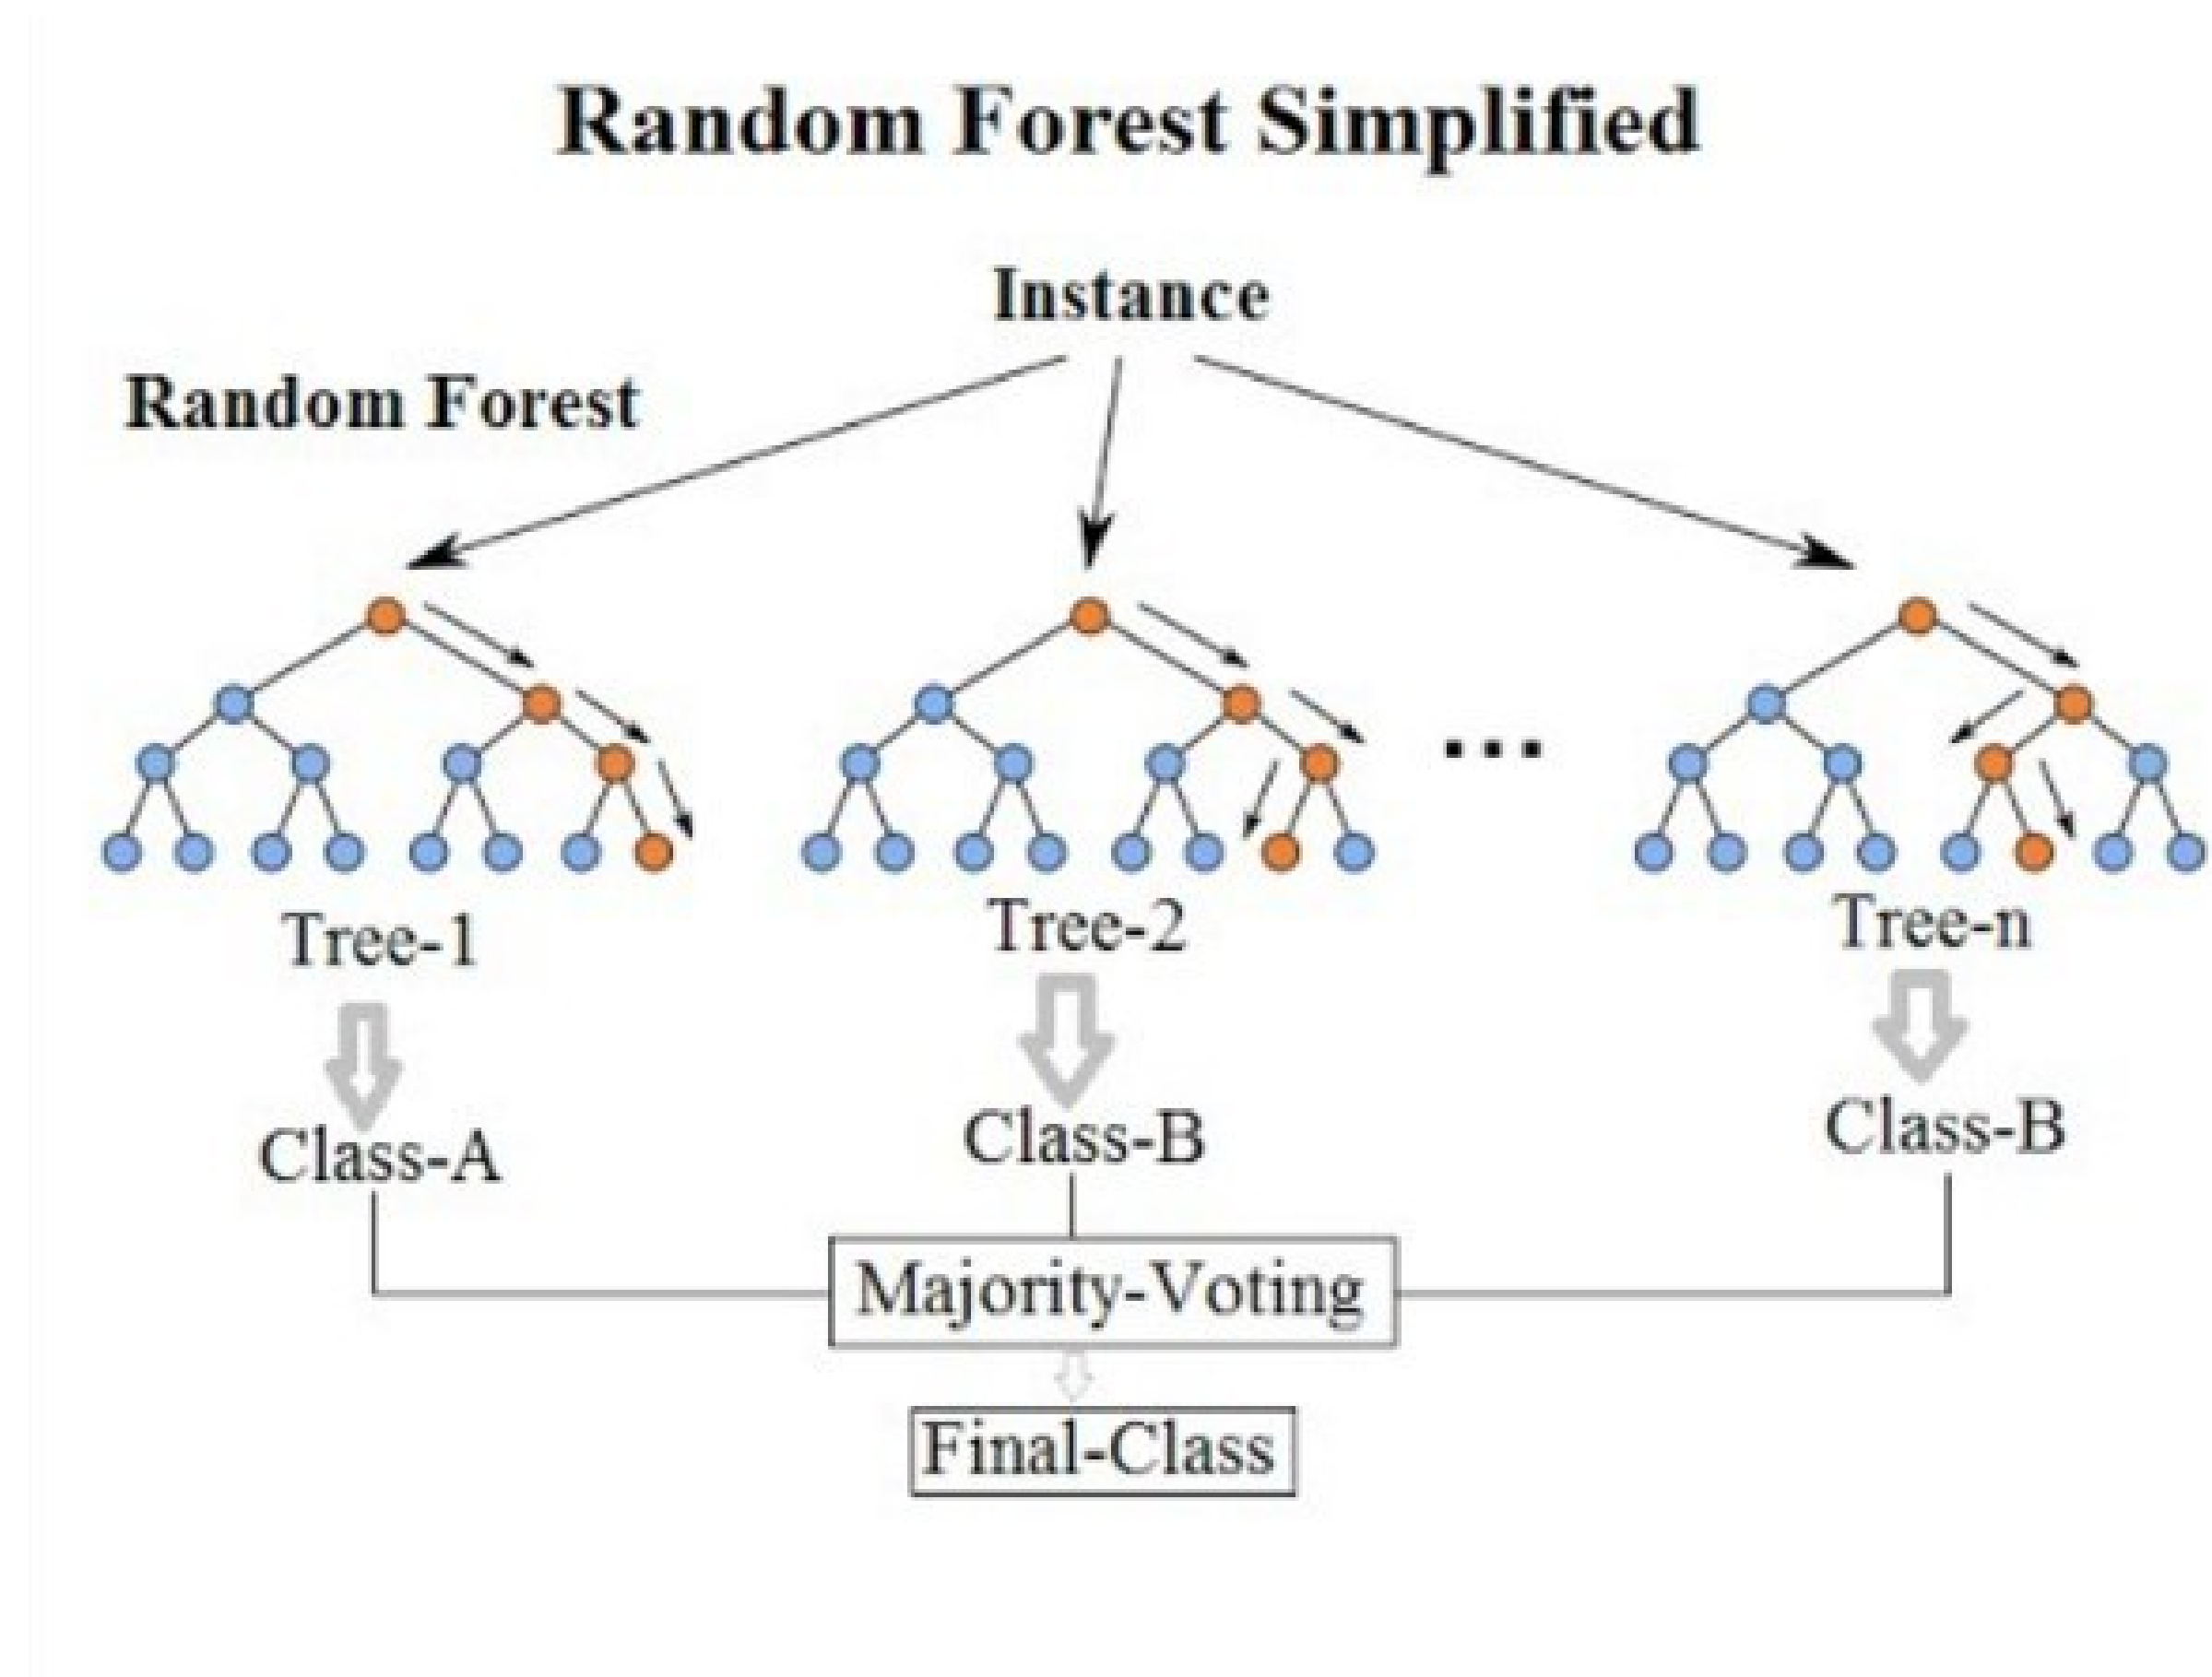 Random Forest Simplified
Instance
Random Forest
Tree-1
Tree-2
...
Tree-n
Class-A
Class-B
Class-B
Majority-Voting
Final-Class